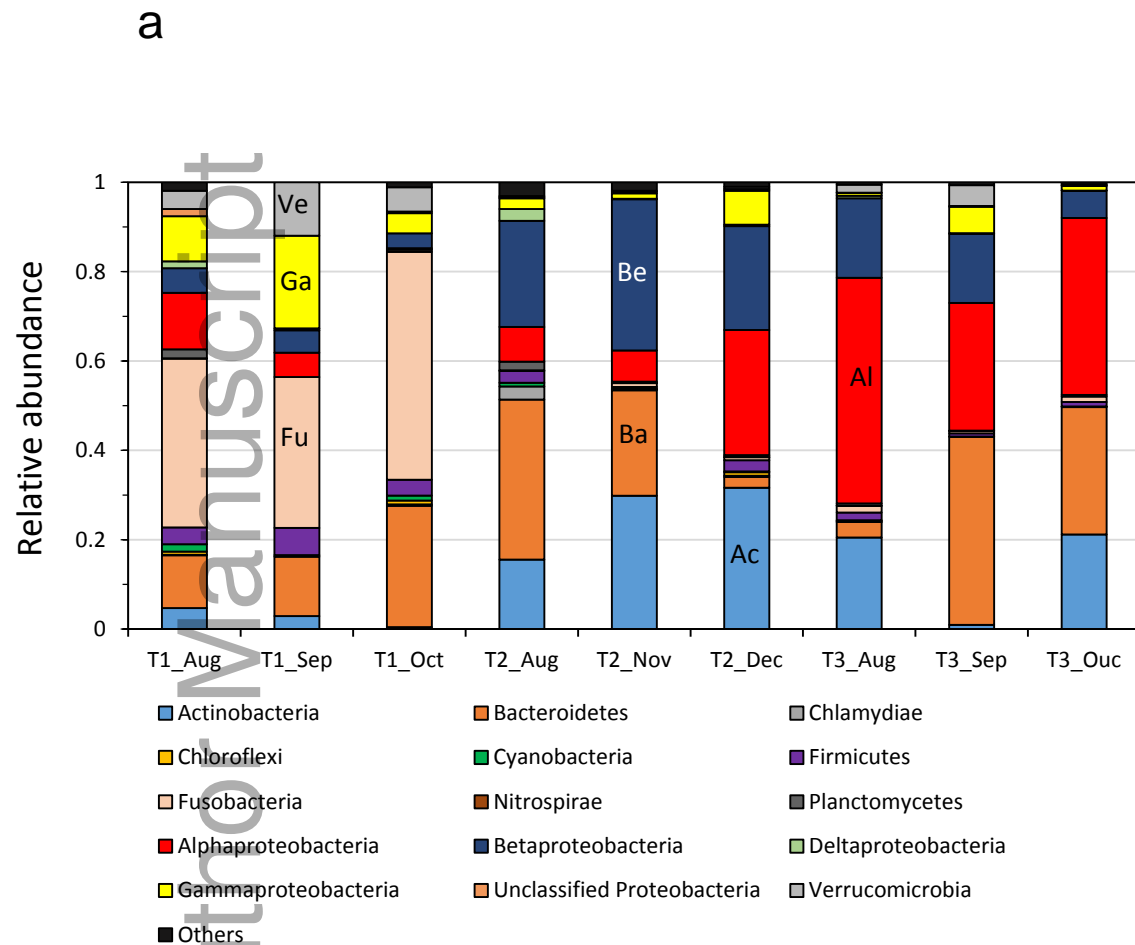 a
1
0.8
0.6
0.4
0.2
0
Relative abundance
Ve
Ga
Fu
Be
Ba
Ac
Al
T1_Aug T1_Sep T1_Oct T2_Aug T2_Nov T2_Dec T3_Aug T3_Sep T3_Ouc
Actinobacteria Bacteroidetes Chlamydiae
Chloroflexi Cyanobacteria Firmicutes
Fusobacteria Nitrospirae Planctomycetes
Alphaproteobacteria Betaproteobacteria Deltaproteobacteria
Gammaproteobacteria Unclassified Proteobacteria Verrucomicrobia
Others
thor Manuscript